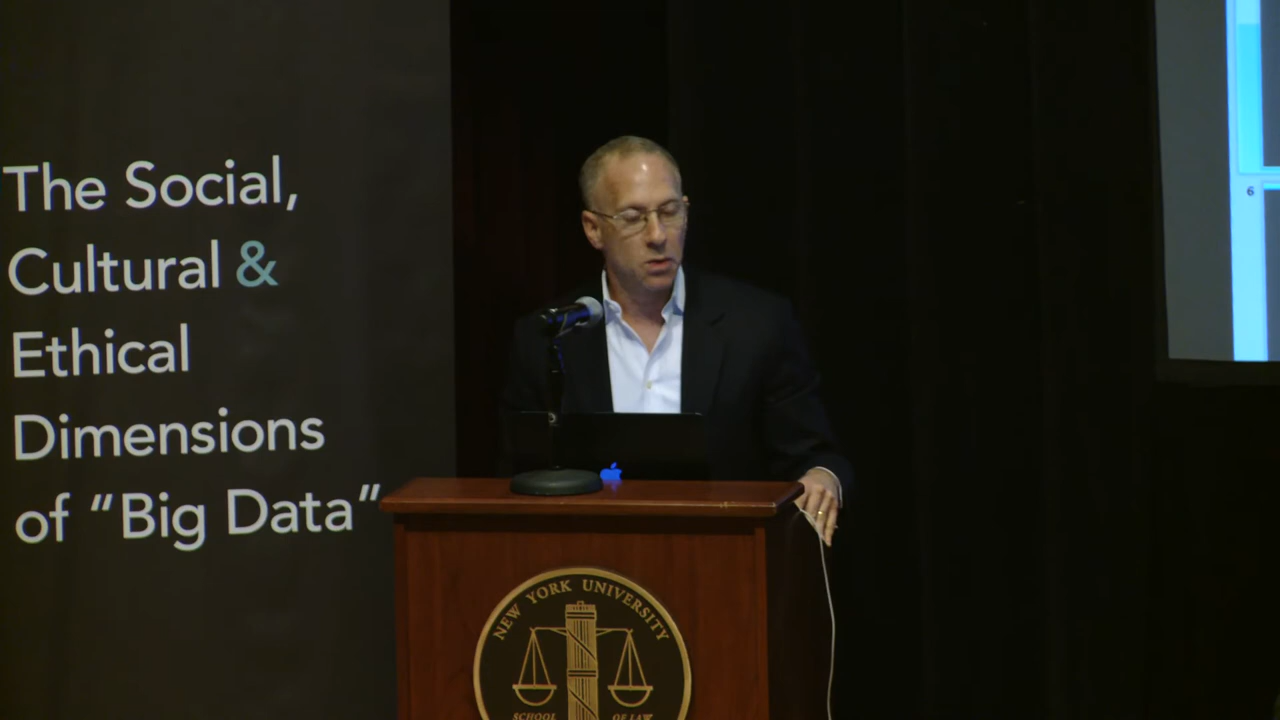 The Social,
Cultural &
Ethical
Dimensions
of “Big Data”
6
NEW YORK UNIVERSITY
SCHOOL OF LAW